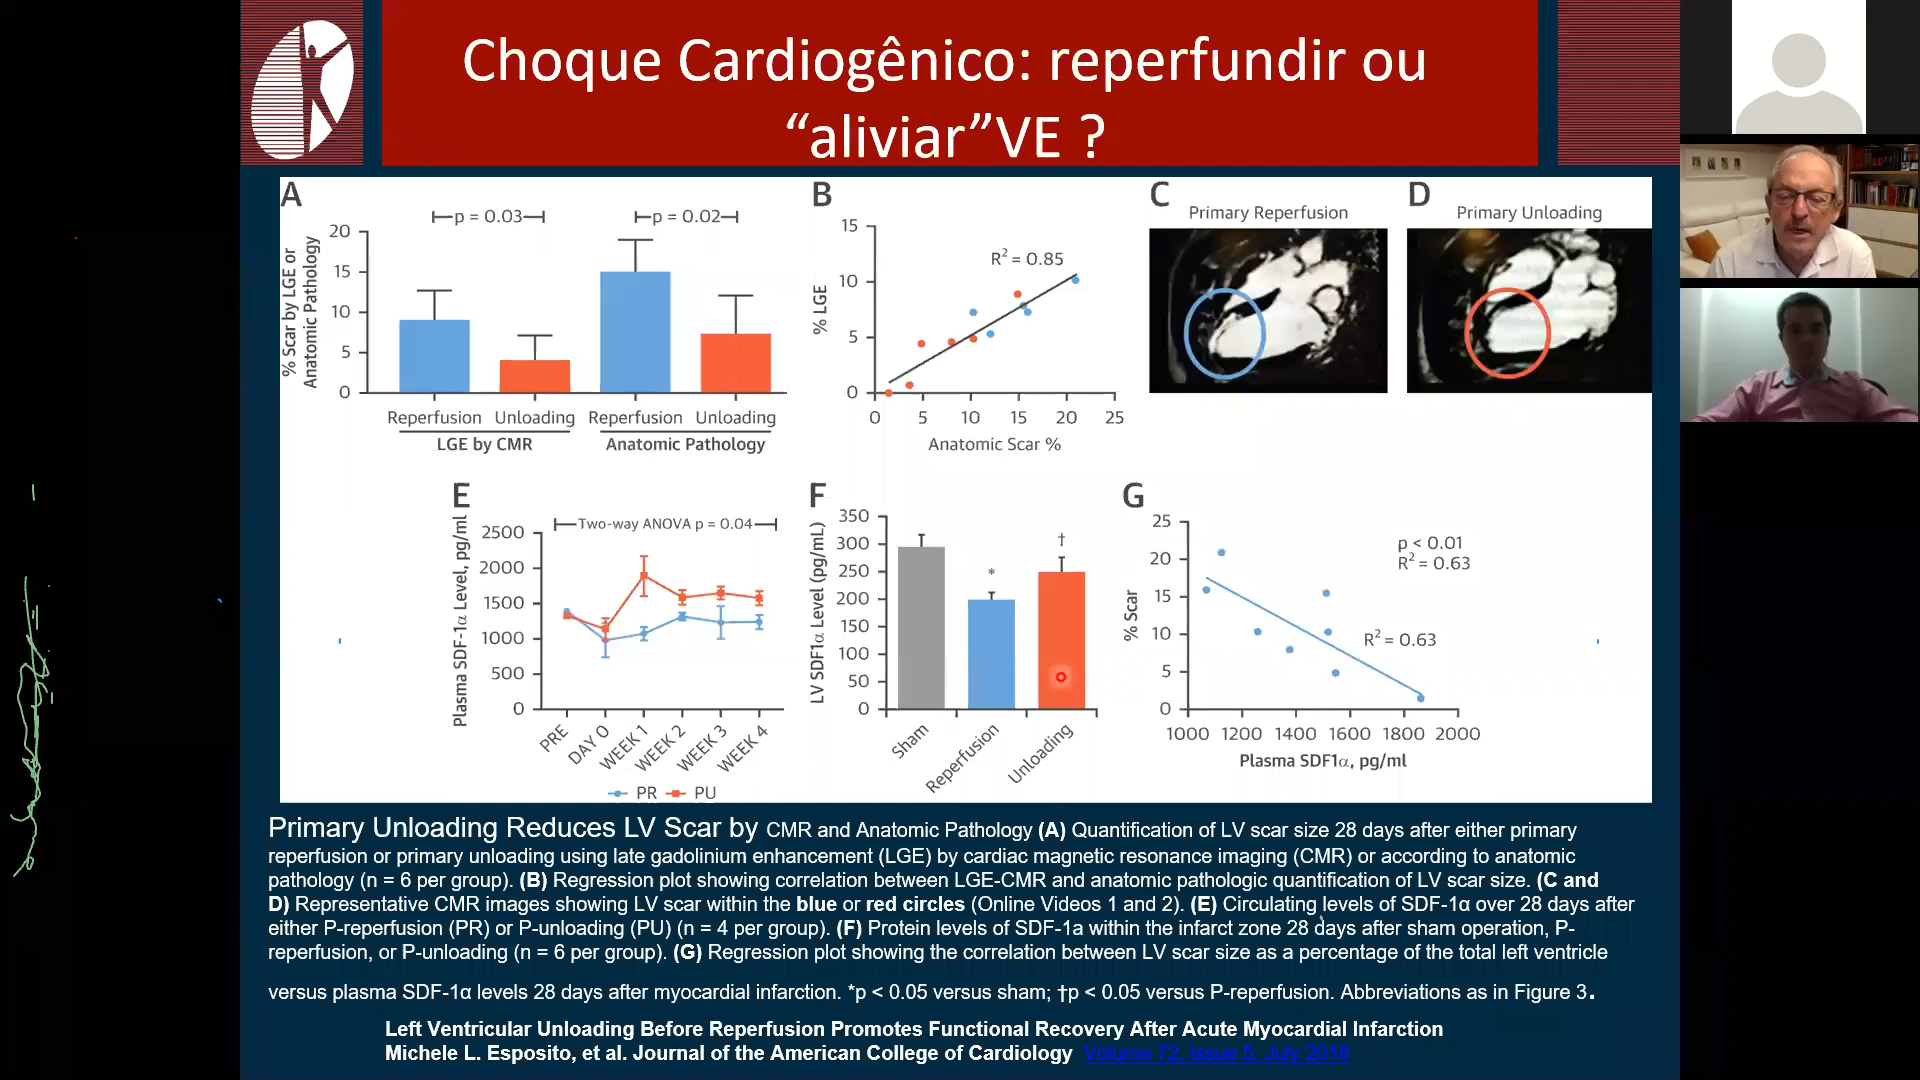 Choque Cardiogênico: reperfundir ou
“aliviar”VE ?
A
% Scar by LGE or
Anatomic Pathology
p = 0.03
p = 0.02
20
15
10
5
0
Reperfusion
Unloading
Reperfusion
Unloading
LGE by CMR
Anatomic Pathology
B
% LGE
15
10
5
0
R² = 0.85
0
5
10
15
20
25
Anatomic Scar %
C
Primary Reperfusion
D
Primary Unloading
E
Plasma SDF-1α Level, pg/ml
Two-way ANOVA p = 0.04
2500
2000
1500
1000
500
0
PRE
DAY 0
WEEK 1
WEEK 2
WEEK 3
WEEK 4
PR
PU
F
LV SDF1α Level (pg/mL)
350
300
250
200
150
100
50
0
*
†
Sham
Reperfusion
Unloading
G
% Scar
25
20
15
10
5
0
p < 0.01
R² = 0.63
R² = 0.63
1000
1200
1400
1600
1800
2000
Plasma SDF1α, pg/ml
Primary Unloading Reduces LV Scar by CMR and Anatomic Pathology (A) Quantification of LV scar size 28 days after either primary
reperfusion or primary unloading using late gadolinium enhancement (LGE) by cardiac magnetic resonance imaging (CMR) or according to anatomic
pathology (n = 6 per group). (B) Regression plot showing correlation between LGE-CMR and anatomic pathologic quantification of LV scar size. (C and
D) Representative CMR images showing LV scar within the blue or red circles (Online Videos 1 and 2). (E) Circulating levels of SDF-1α over 28 days after
either P-reperfusion (PR) or P-unloading (PU) (n = 4 per group). (F) Protein levels of SDF-1a within the infarct zone 28 days after sham operation, P-
reperfusion, or P-unloading (n = 6 per group). (G) Regression plot showing the correlation between LV scar size as a percentage of the total left ventricle
versus plasma SDF-1α levels 28 days after myocardial infarction. *p < 0.05 versus sham; †p < 0.05 versus P-reperfusion. Abbreviations as in Figure 3.
Left Ventricular Unloading Before Reperfusion Promotes Functional Recovery After Acute Myocardial Infarction
Michele L. Esposito, et al. Journal of the American College of Cardiology Volume 72, Issue 5, July 2018